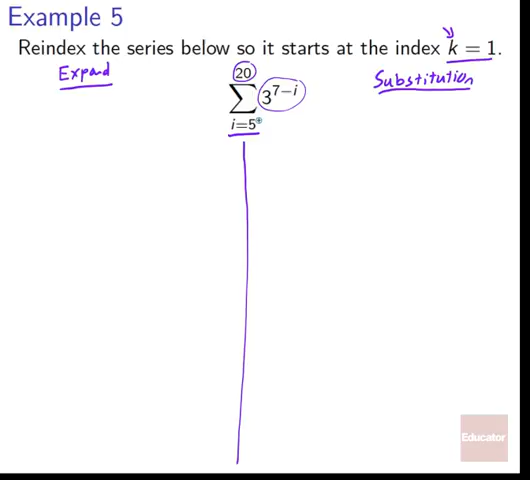 Example 5
Reindex the series below so it starts at the index k = 1.
Expand
20
Substitution
∑ 3^{7−i}
i=5
Educator